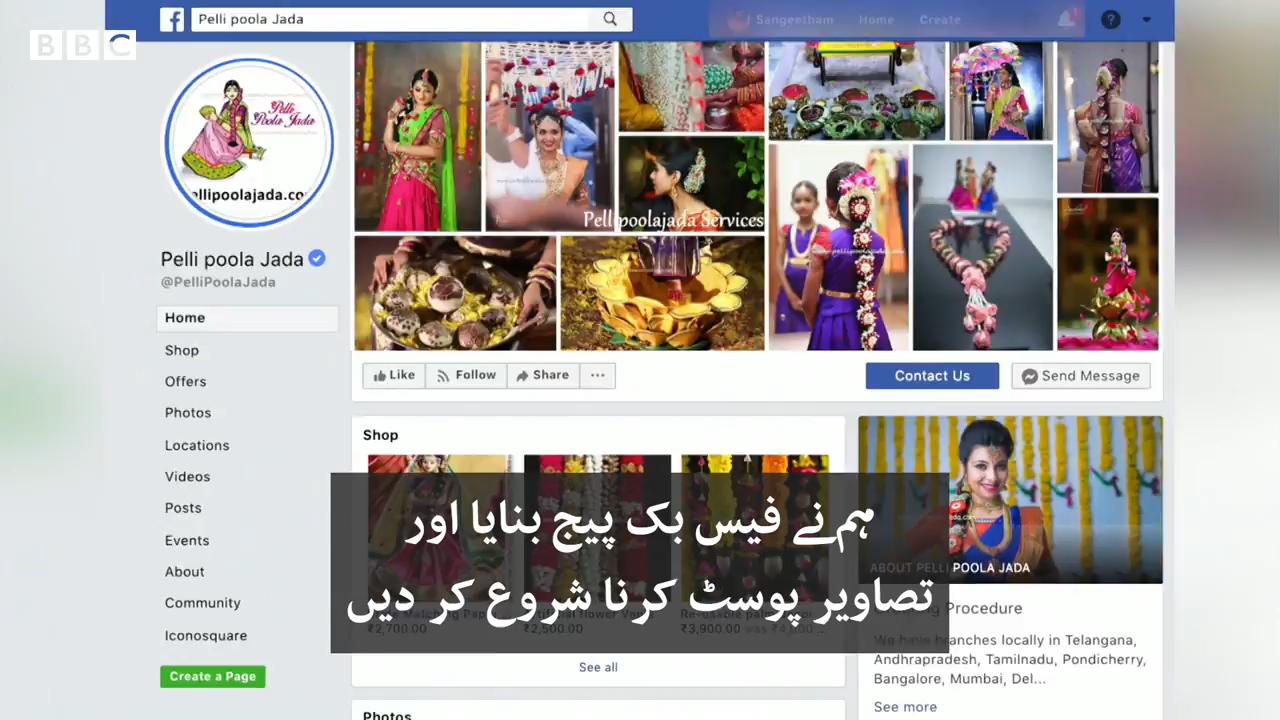 BBC
Pelli poola Jada
Sangeetham
Home
Create
Pelli
Poola Jada
ellipoolajada.co
Pellipoolajada Services
Pelli poola Jada
@PelliPoolaJada
Home
Shop
Offers
Photos
Locations
Videos
Posts
Events
About
Community
Iconosquare
Create a Page
Like
Follow
Share
Contact Us
Send Message
Shop
ہم نے فیس بک پیج بنایا اور
تصاویر پوسٹ کرنا شروع کر دیں
₹2,700.00
₹2,500.00
₹3,900.00 was
See all
Photos
ABOUT PELLI POOLA JADA
Procedure
We have branches locally in Telangana,
Andhrapradesh, Tamilnadu, Pondicherry,
Bangalore, Mumbai, Del...
See more